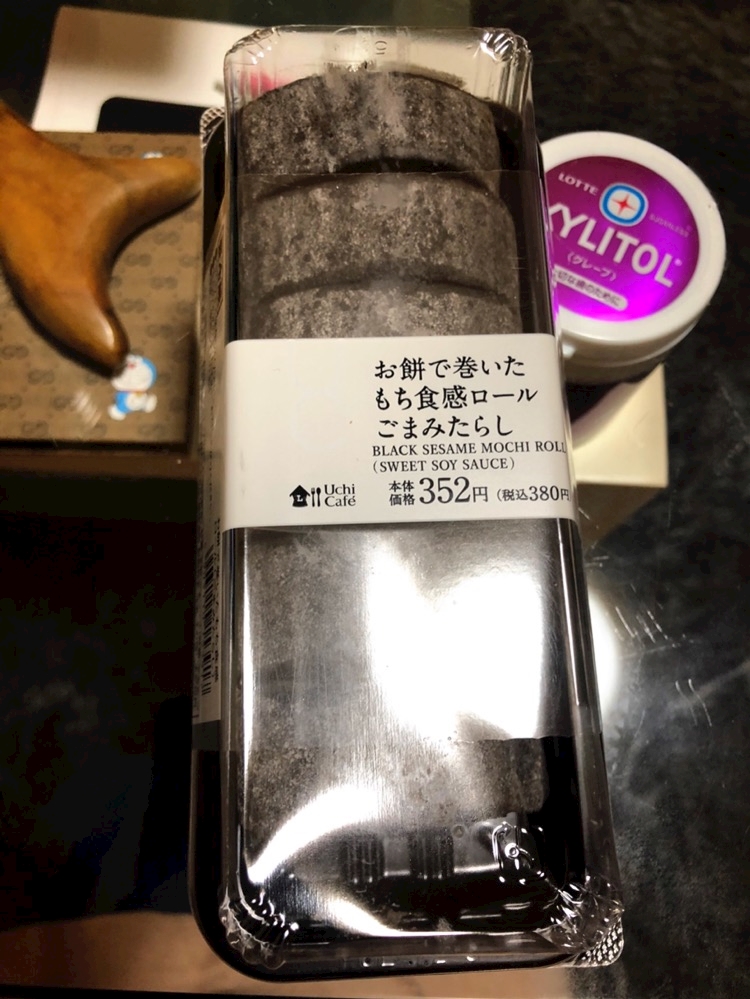 LOTTE
XYLITOL
〈グレープ〉
お餅で巻いた
もち食感ロール
ごまみたらし
BLACK SESAME MOCHI ROLL
(SWEET SOY SAUCE)
Uchi
Café
本体
価格 352円 (税込380円